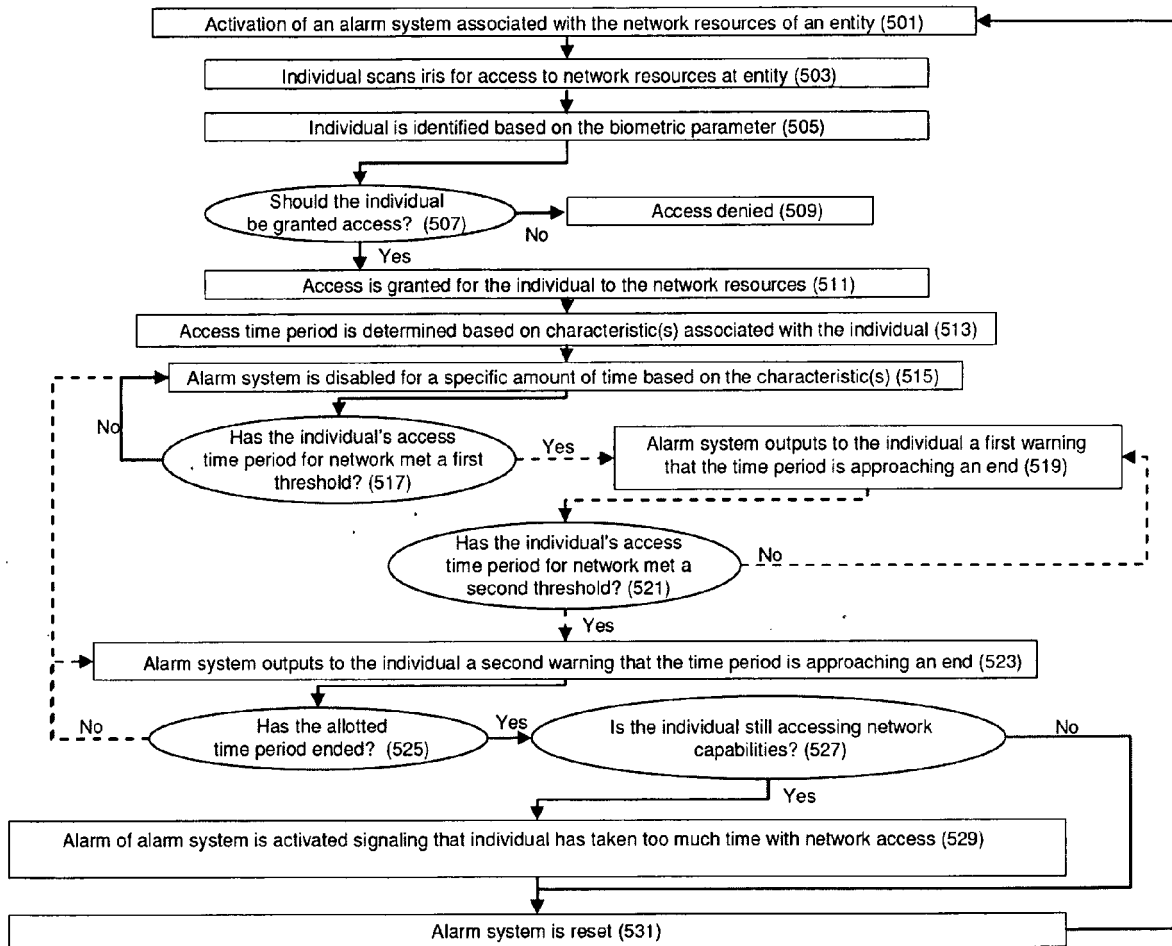 Activation of an alarm system associated with the network resources of an entity (501)
Individual scans iris for access to network resources at entity (503)
Individual is identified based on the biometric parameter (505)
Should the individual
be granted access? (507)
No
Access denied (509)
Yes
Access is granted for the individual to the network resources (511)
Access time period is determined based on characteristic(s) associated with the individual (513)
Alarm system is disabled for a specific amount of time based on the characteristic(s) (515)
No
Has the individual's access
time period for network met a first
threshold? (517)
Yes
Alarm system outputs to the individual a first warning
that the time period is approaching an end (519)
Has the individual's access
time period for network met a
second threshold? (521)
No
Yes
Alarm system outputs to the individual a second warning that the time period is approaching an end (523)
No
Has the allotted
time period ended? (525)
Yes
Is the individual still accessing network
capabilities? (527)
No
Yes
Alarm of alarm system is activated signaling that individual has taken too much time with network access (529)
Alarm system is reset (531)